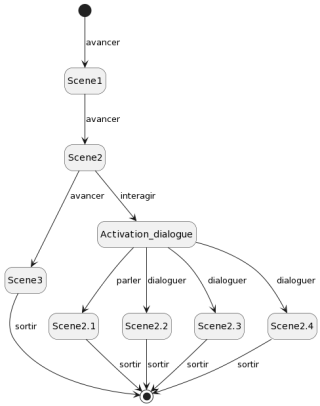 avancer
Scene1
avancer
Scene2
avancer
interagir
Activation_dialogue
Scene3
parler
dialoguer
dialoguer
dialoguer
sortir
Scene2.1
Scene2.2
Scene2.3
Scene2.4
sortir
sortir
sortir
sortir